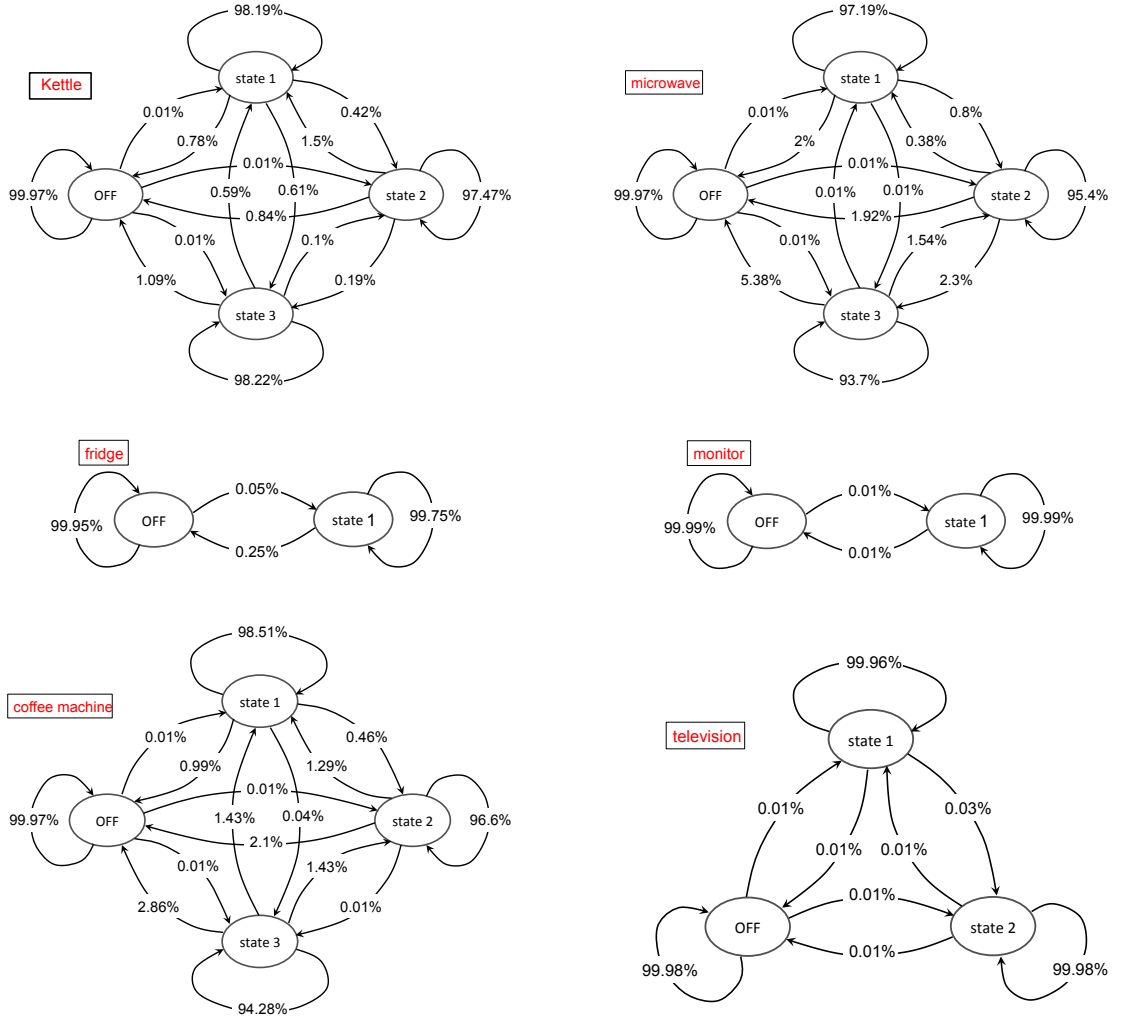 98.19%
state 1
Kettle
0.01%
0.42%
0.78%
1.5%
0.01%
99.97%
OFF
0.59%
0.61%
state 2
97.47%
0.84%
0.01%
0.1%
1.09%
0.19%
state 3
98.22%
97.19%
state 1
microwave
0.01%
0.8%
2%
0.38%
0.01%
99.97%
OFF
0.01%
0.01%
state 2
95.4%
1.92%
0.01%
1.54%
5.38%
2.3%
state 3
93.7%
fridge
0.05%
99.95%
OFF
state 1
99.75%
0.25%
monitor
0.01%
99.99%
OFF
state 1
99.99%
0.01%
98.51%
state 1
coffee machine
0.01%
0.46%
0.99%
1.29%
0.01%
99.97%
OFF
1.43%
0.04%
state 2
96.6%
2.1%
0.01%
1.43%
2.86%
0.01%
state 3
94.28%
99.96%
television
state 1
0.01%
0.03%
0.01%
0.01%
0.01%
OFF
state 2
0.01%
99.98%
99.98%